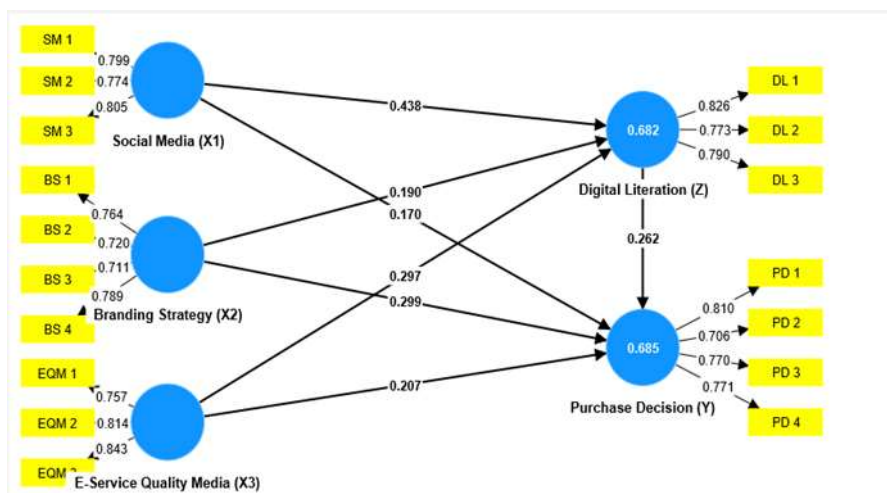 SM 1
0.799
SM 2
0.774
0.805
SM 3
Social Media (X1)
BS 1
0.764
BS 2
0.720
0.711
BS 3
0.789
BS 4
Branding Strategy (X2)
EQM 1
0.757
EQM 2
0.814
0.843
EQM
E-Service Quality Media (X3)
0.438
0.190
0.170
0.297
0.299
0.207
0.682
Digital Literation (Z)
0.826
DL 1
0.773
DL 2
0.790
DL 3
0.262
0.685
Purchase Decision (Y)
0.810
PD 1
0.706
PD 2
0.770
PD 3
0.771
PD 4